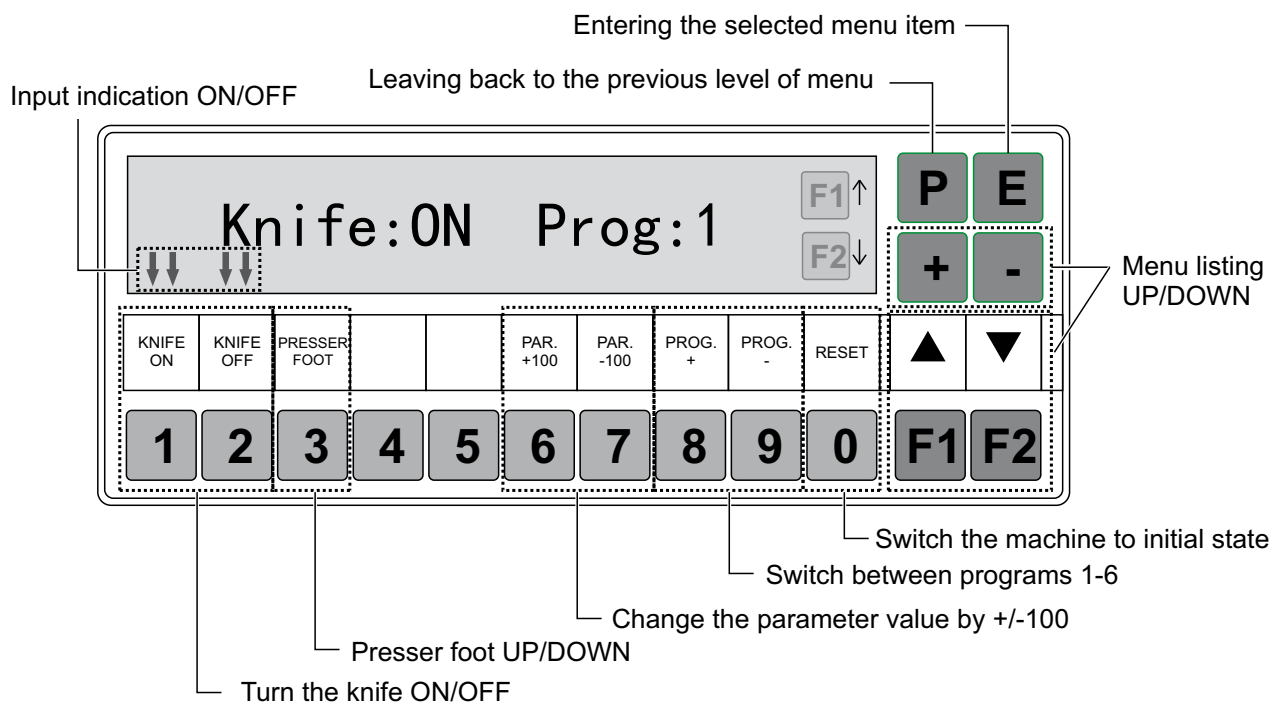 Entering the selected menu item
Leaving back to the previous level of menu
Input indication ON/OFF
Knife:ON Prog:1
F1
F2
P
E
+
-
Menu listing
UP/DOWN
KNIFE
ON
KNIFE
OFF
PRESSER
FOOT
PAR.
+100
PAR.
-100
PROG.
+
PROG.
-
RESET
1
2
3
4
5
6
7
8
9
0
F1
F2
Switch the machine to initial state
Switch between programs 1-6
Change the parameter value by +/-100
Presser foot UP/DOWN
Turn the knife ON/OFF